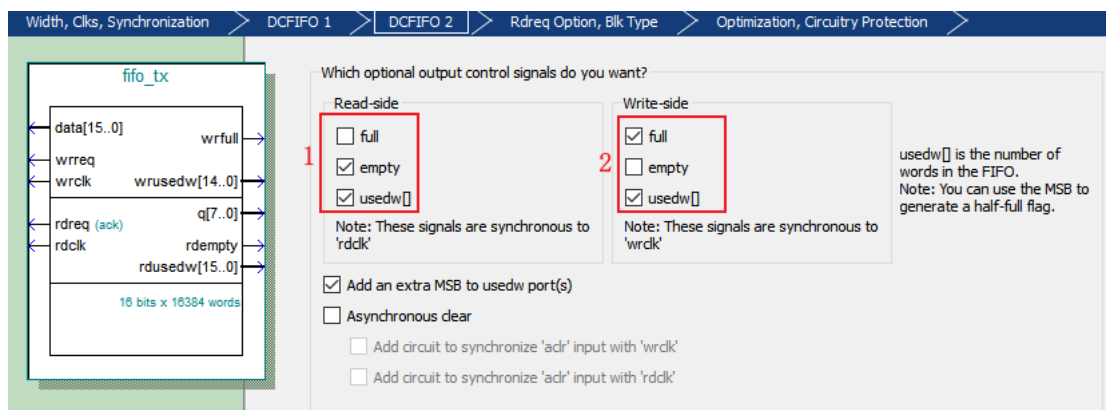 Width, Clks, Synchronization
DCFIFO 1
DCFIFO 2
Rdreq Option, Blk Type
Optimization, Circuitry Protection
fifo_tx
data[15..0]
wrfull
wrreq
wrclk
wrusedw[14..0]
q[7..0]
rdreq (ack)
rdclk
rdempty
rdusedw[15..0]
16 bits x 16384 words
Which optional output control signals do you want?
Read-side
1
full
empty
usedw[]
Note: These signals are synchronous to
'rdclk'
Write-side
2
full
empty
usedw[]
Note: These signals are synchronous to
'wrclk'
usedw[] is the number of
words in the FIFO.
Note: You can use the MSB to
generate a half-full flag.
Add an extra MSB to usedw port(s)
Asynchronous clear
Add circuit to synchronize 'aclr' input with 'wrclk'
Add circuit to synchronize 'aclr' input with 'rdclk'